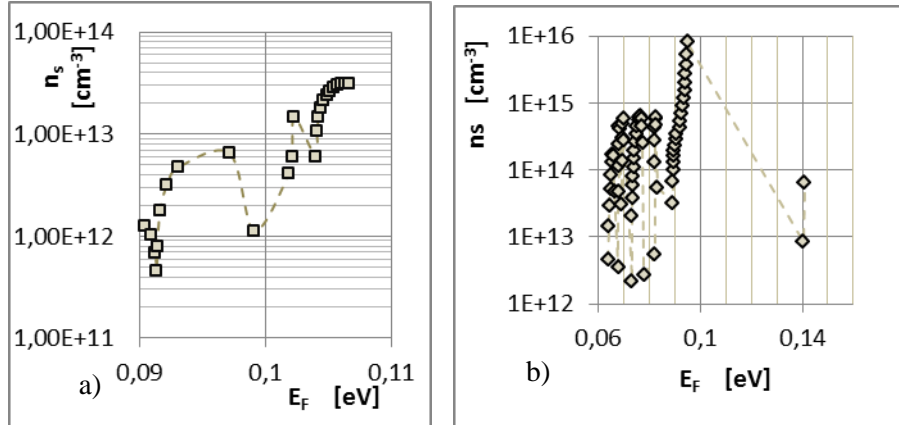 1,00E+14
n_s
[cm⁻³]
1,00E+13
1,00E+12
1,00E+11
0,09
0,1
0,11
a)
E_F [eV]
1E+16
ns [cm⁻³]
1E+15
1E+14
1E+13
1E+12
0,06
0,1
0,14
b)
E_F [eV]